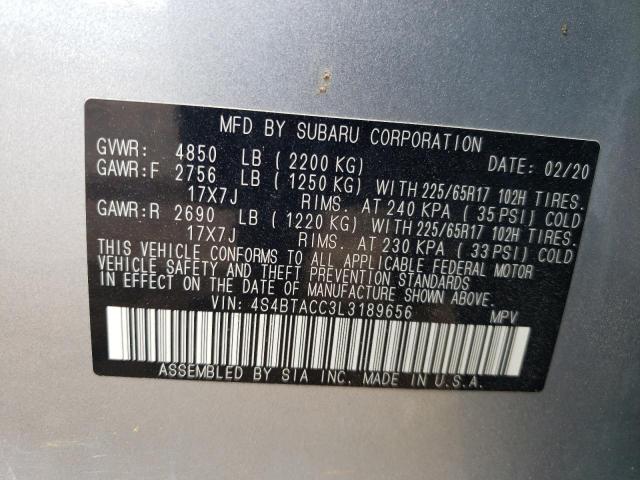 MFD BY SUBARU CORPORATION
GVWR: 4850 LB (2200 KG) DATE: 02/20
GAWR:F 2756 LB (1250 KG) WITH 225/65R17 102H TIRES.
17X7J RIMS. AT 240 KPA (35 PSI) COLD
GAWR:R 2690 LB (1220 KG) WITH 225/65R17 102H TIRES.
17X7J RIMS. AT 230 KPA (33 PSI) COLD
THIS VEHICLE CONFORMS TO ALL APPLICABLE FEDERAL MOTOR
VEHICLE SAFETY AND THEFT PREVENTION STANDARDS
IN EFFECT ON THE DATE OF MANUFACTURE SHOWN ABOVE.
VIN: 4S4BTACC3L3189656 MPV
ASSEMBLED BY SIA INC. MADE IN U.S.A.